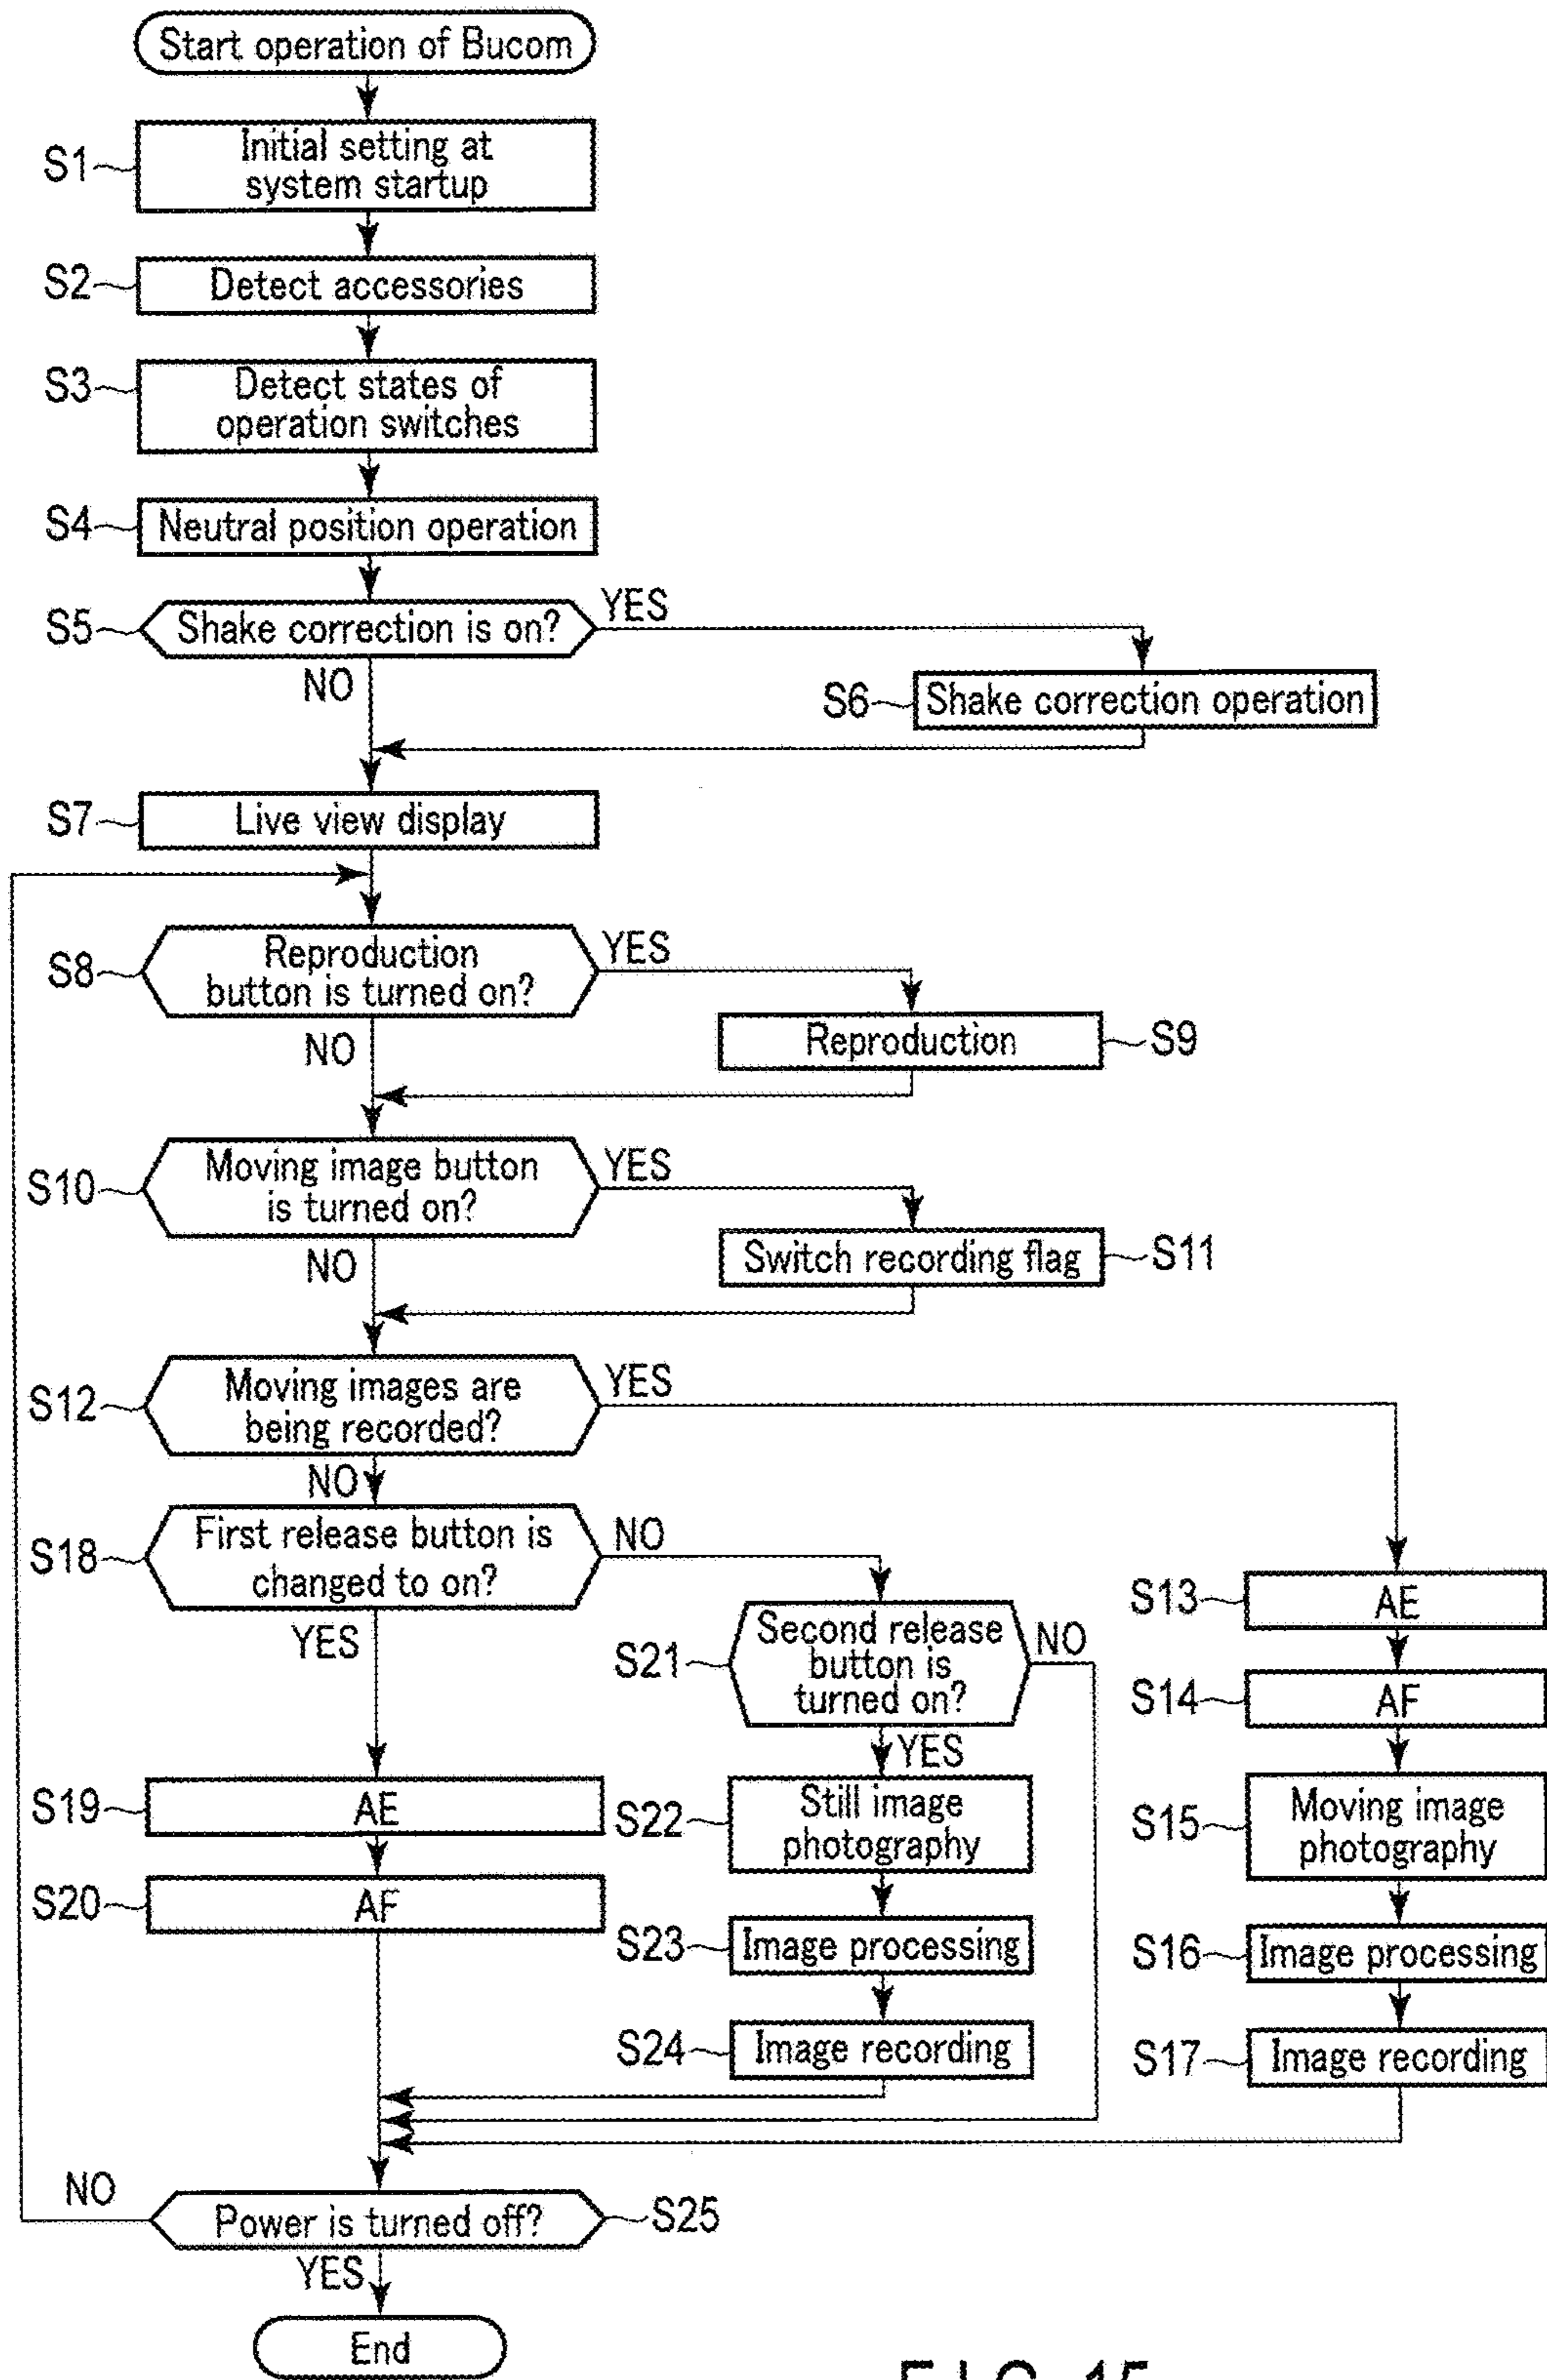 Start operation of Bucom
S1
Initial setting at
system startup
S2
Detect accessories
S3
Detect states of
operation switches
S4
Neutral position operation
S5
Shake correction is on?
YES
NO
S6
Shake correction operation
S7
Live view display
S8
Reproduction
button is turned on?
YES
NO
Reproduction
S9
S10
Moving image button
is turned on?
YES
NO
Switch recording flag
S11
S12
Moving images are
being recorded?
YES
NO
S18
First release button is
changed to on?
NO
YES
S21
Second release
button is
turned on?
NO
YES
S13
AE
S14
AF
S19
AE
S22
Still image
photography
S15
Moving image
photography
S20
AF
S23
Image processing
S16
Image processing
S24
Image recording
S17
Image recording
NO
Power is turned off?
S25
YES
End
FIG. 15